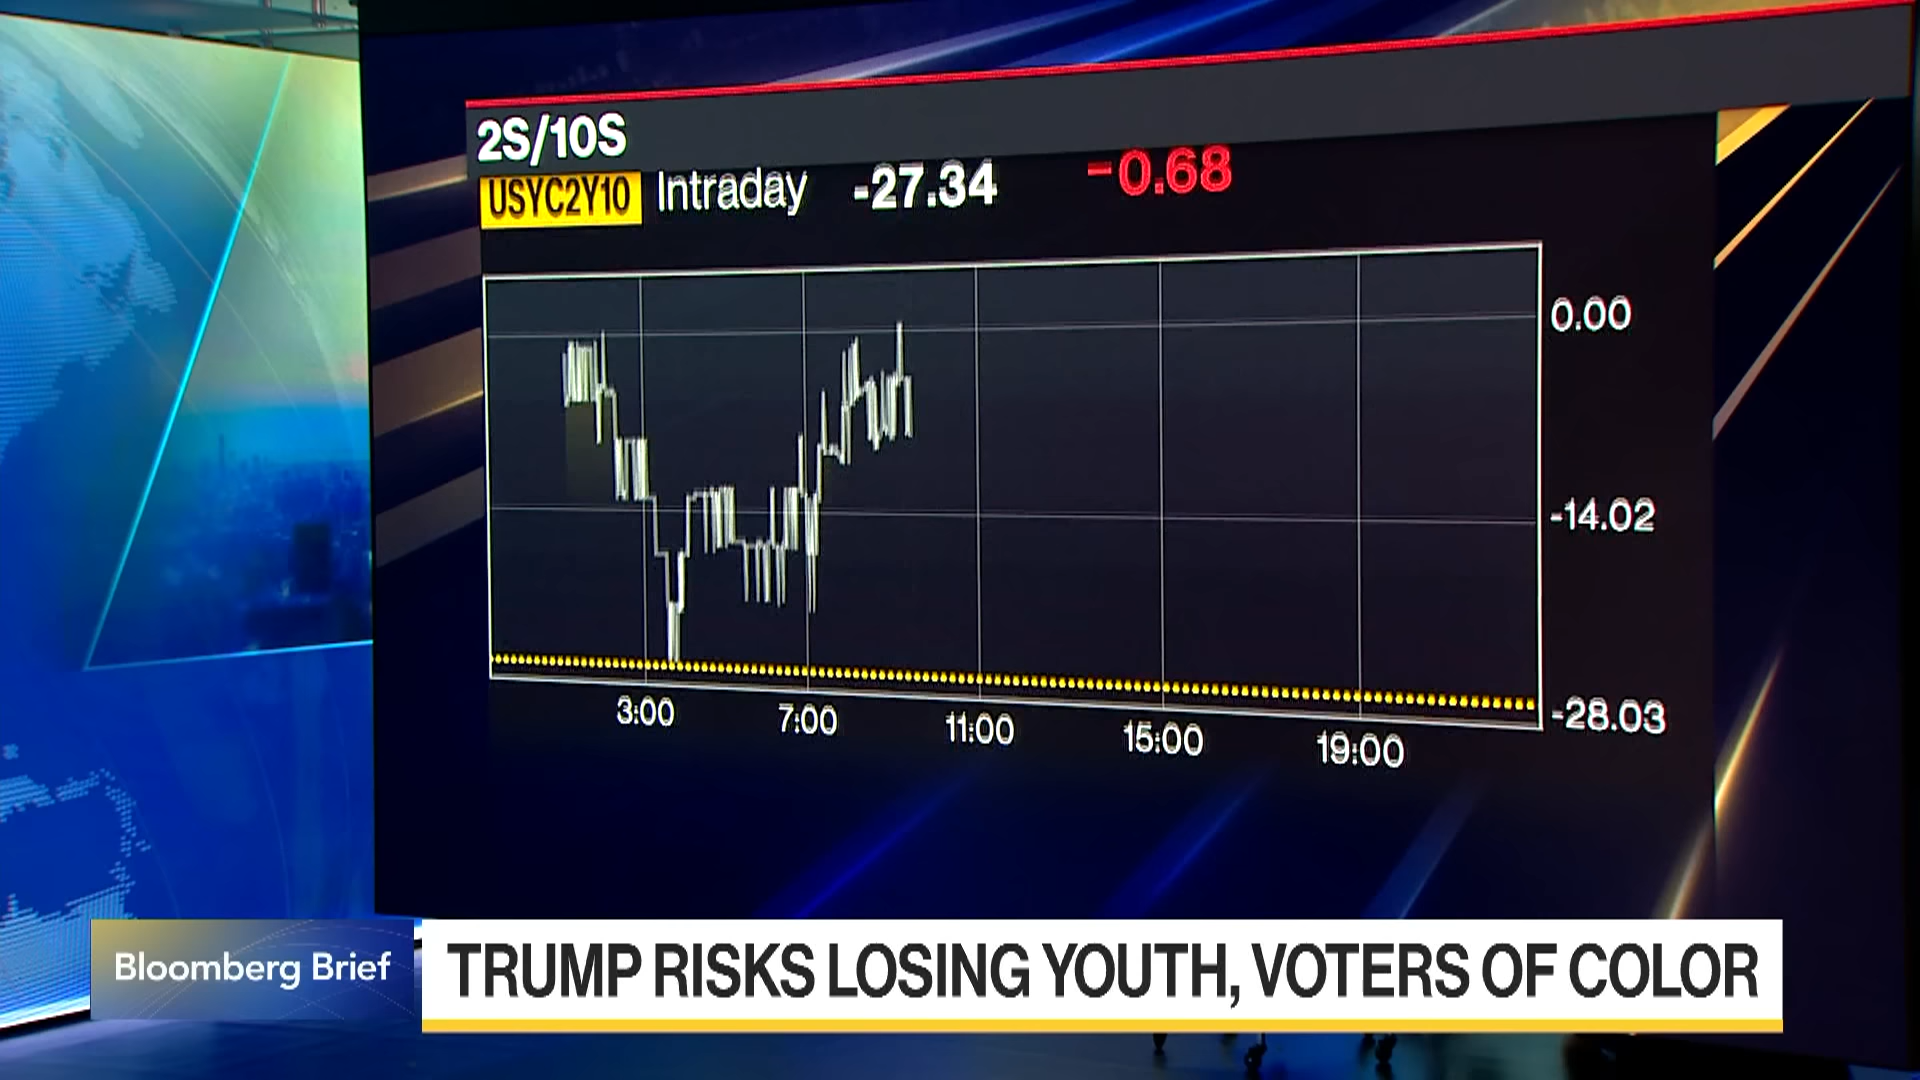 2S/10S
USYC2Y10 Intraday -27.34 -0.68
0.00
-14.02
-28.03
3:00 7:00 11:00 15:00 19:00
Bloomberg Brief
TRUMP RISKS LOSING YOUTH, VOTERS OF COLOR